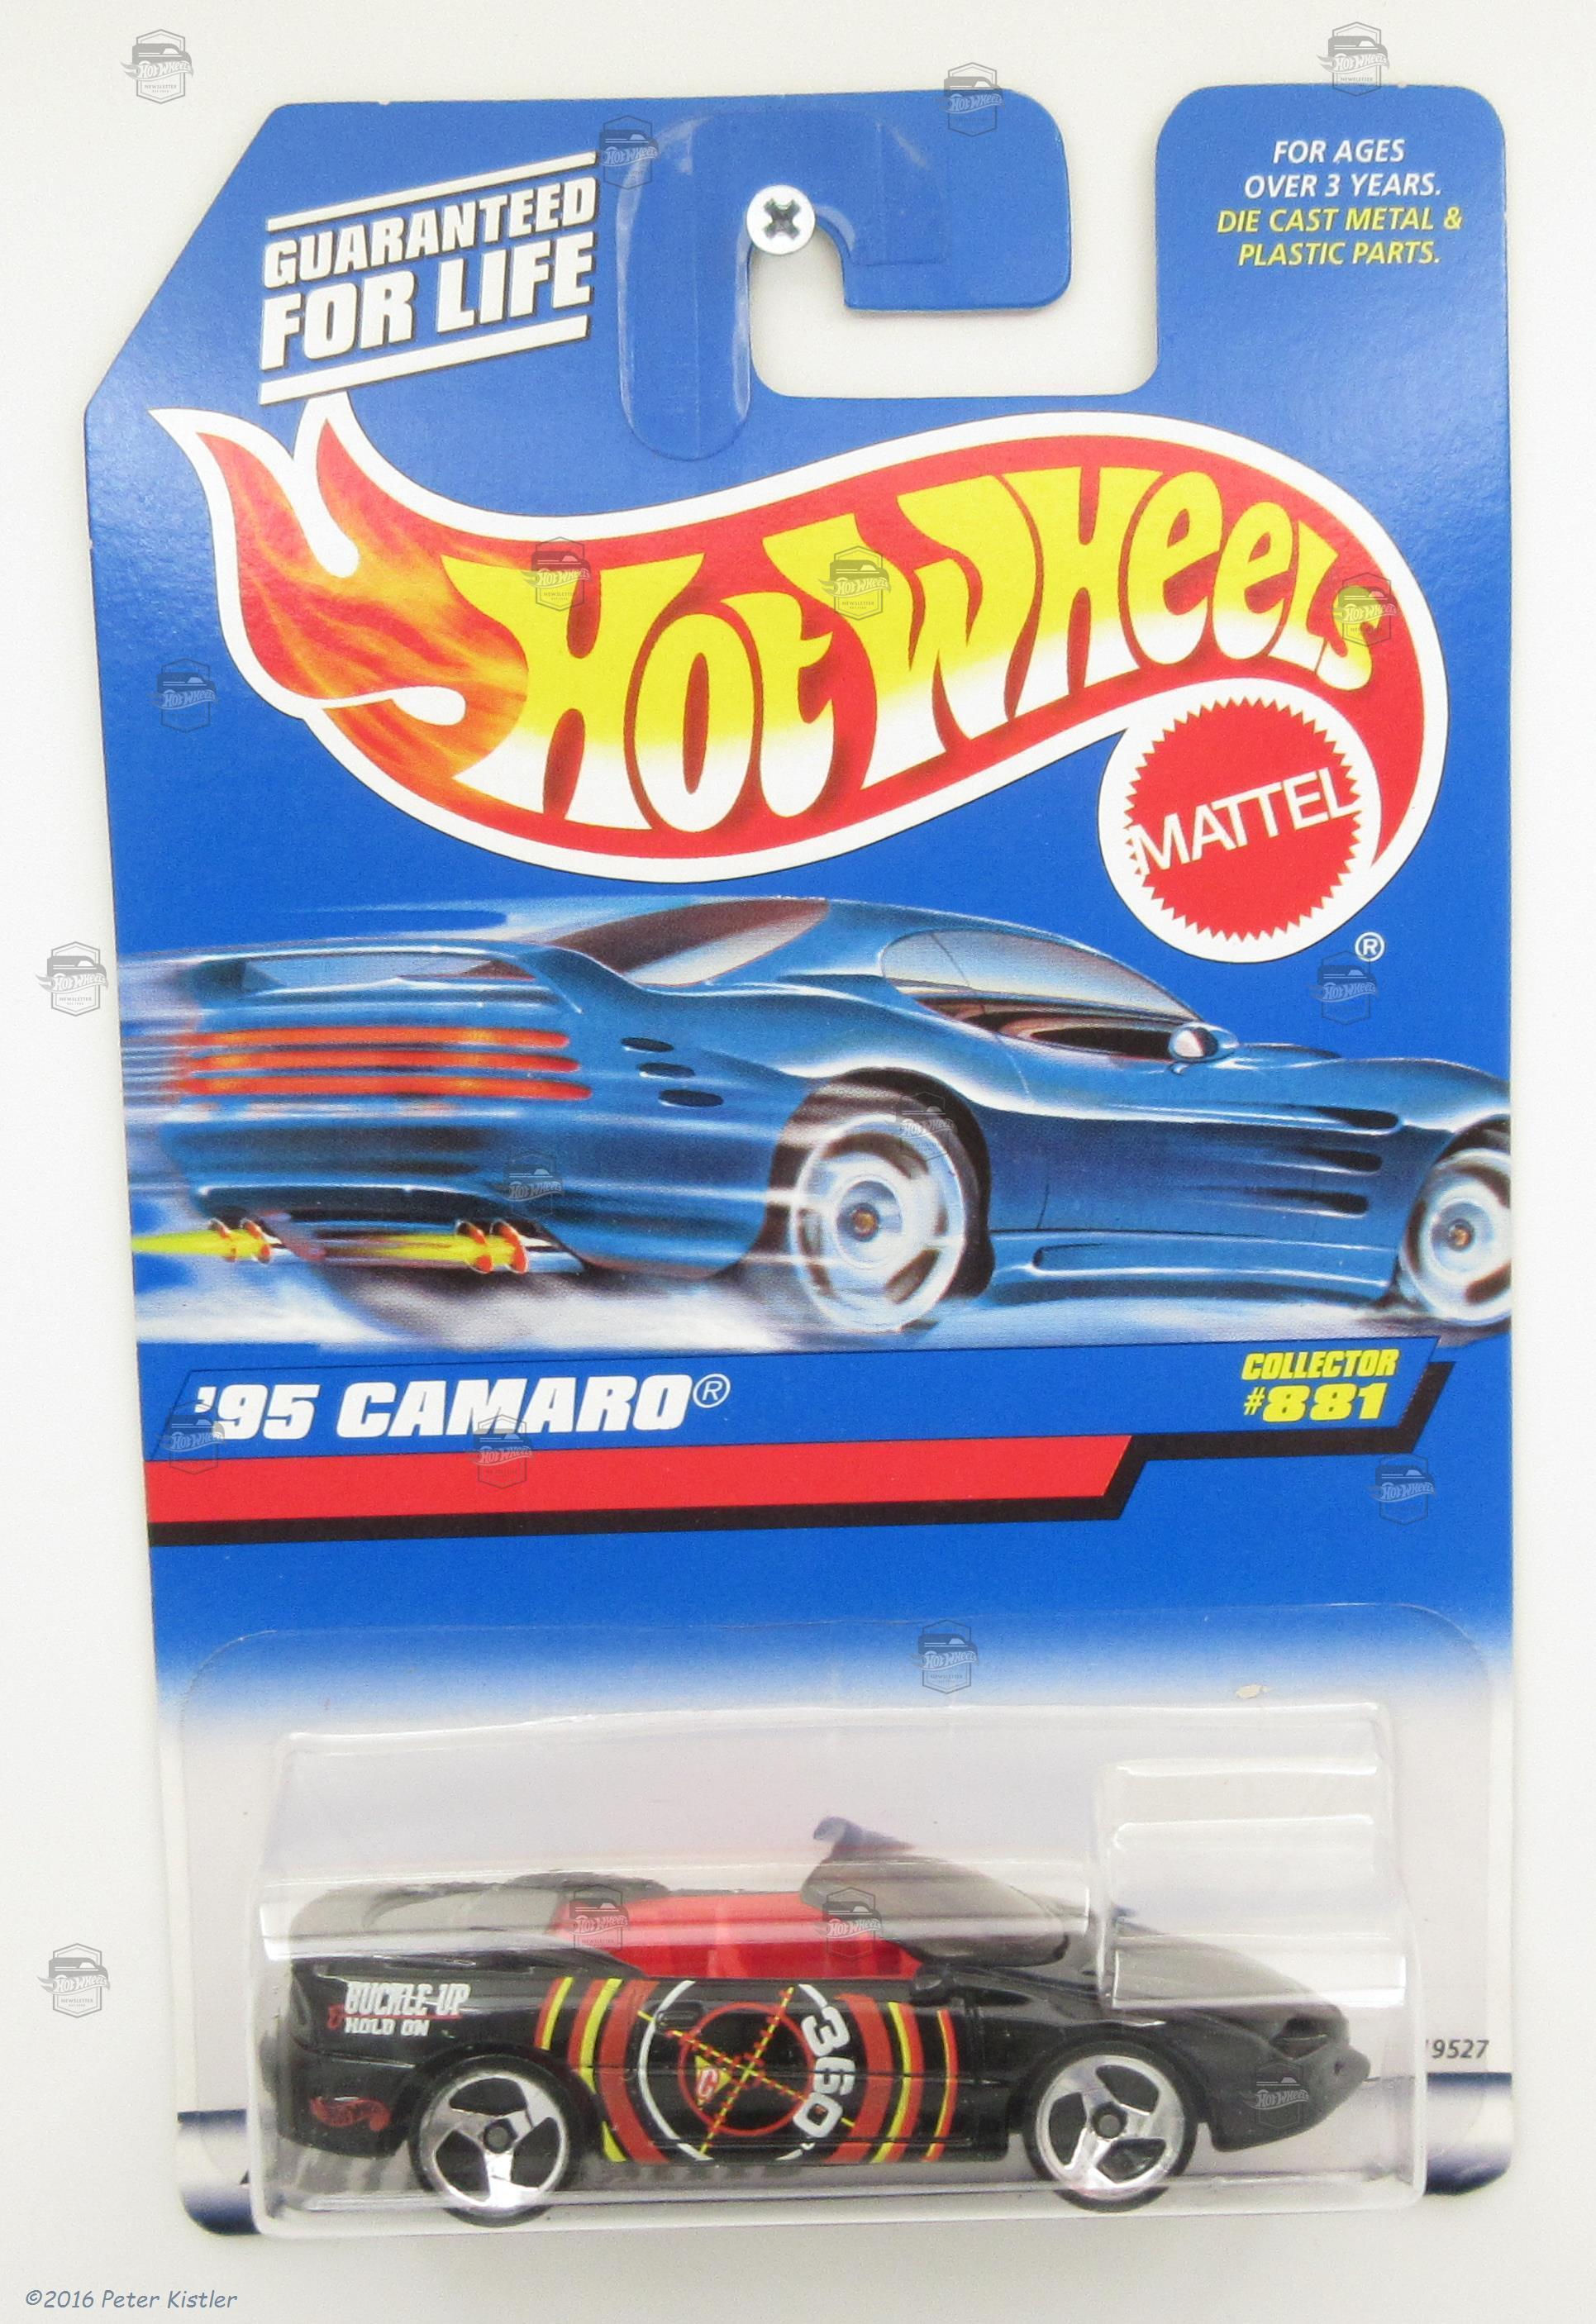 GUARANTEED
FOR LIFE
FOR AGES
OVER 3 YEARS.
DIE CAST METAL &
PLASTIC PARTS.
HOT WHEELS
MATTEL
®
'95 CAMARO®
COLLECTOR
#881
BUCKLE-UP
& HOLD ON
360°
19527
©2016 Peter Kistler